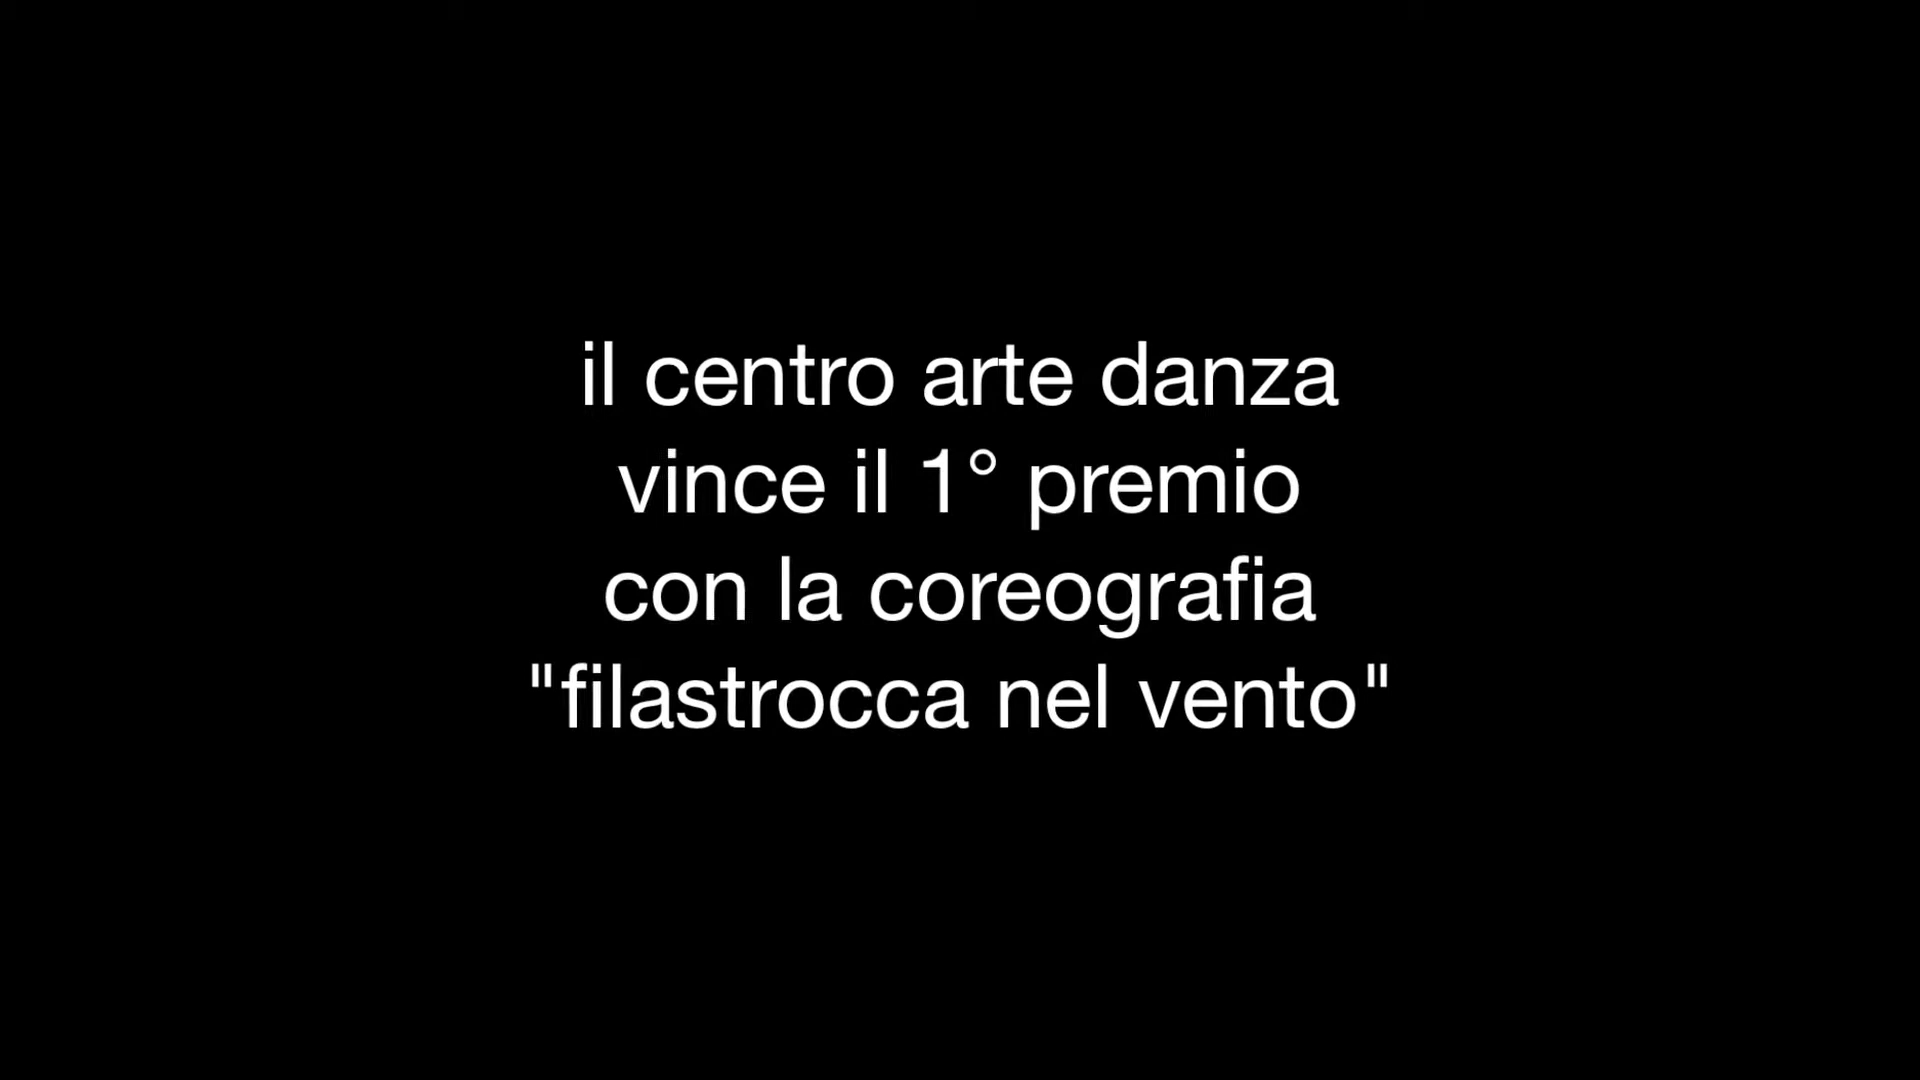 il centro arte danza
vince il 1° premio
con la coreografia
"filastrocca nel vento"